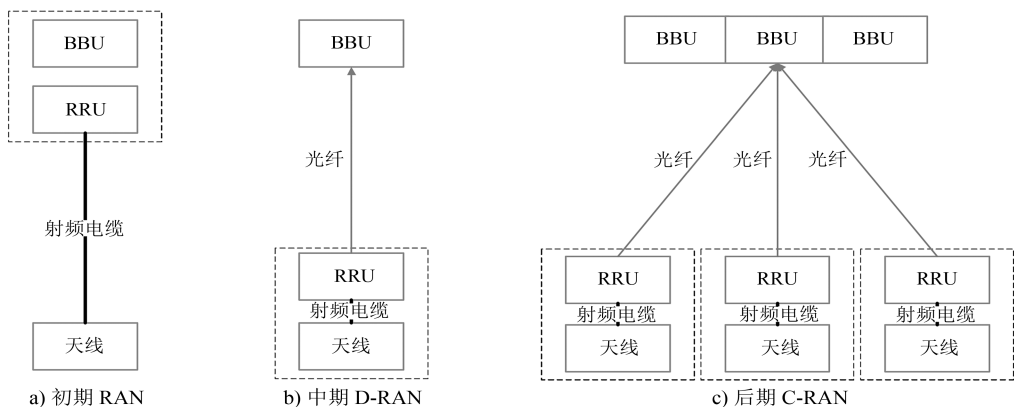 BBU
RRU
射频电缆
天线
a) 初期 RAN
BBU
光纤
RRU
射频电缆
天线
b) 中期 D-RAN
BBU BBU BBU
光纤 光纤 光纤
RRU RRU RRU
射频电缆 射频电缆 射频电缆
天线 天线 天线
c) 后期 C-RAN